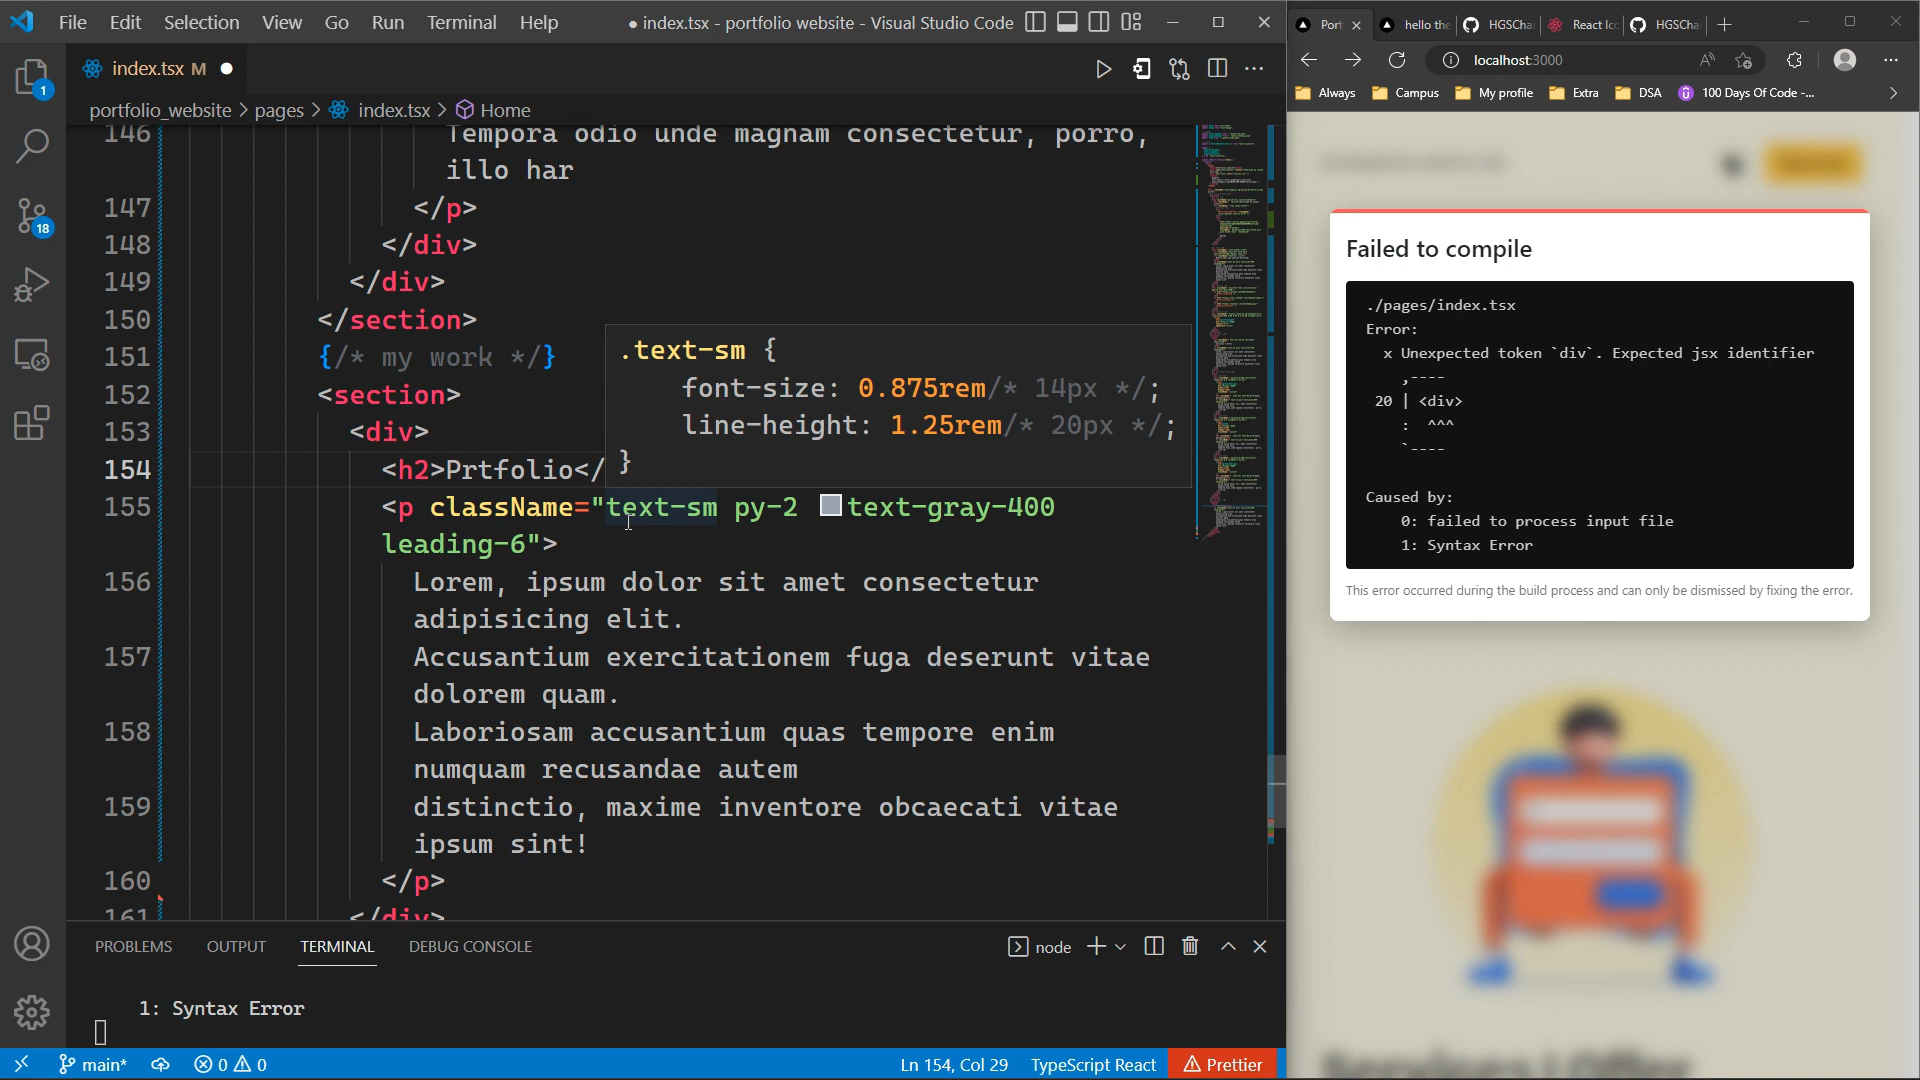 File Edit Selection View Go Run Terminal Help
● index.tsx - portfolio website - Visual Studio Code
index.tsx M
portfolio_website > pages > index.tsx > Home
146 Tempora odio unde magnam consectetur, porro,
illo har
147 </p>
148 </div>
149 </div>
150 </section>
151 {/* my work */}
152 <section>
153 <div>
154 <h2>Prtfolio</
.text-sm {
font-size: 0.875rem/* 14px */;
line-height: 1.25rem/* 20px */;
}
155 <p className="text-sm py-2 text-gray-400
leading-6">
156 Lorem, ipsum dolor sit amet consectetur
adipisicing elit.
157 Accusantium exercitationem fuga deserunt vitae
dolorem quam.
158 Laboriosam accusantium quas tempore enim
numquam recusandae autem
159 distinctio, maxime inventore obcaecati vitae
ipsum sint!
160 </p>
161 </div>
1
18
PROBLEMS OUTPUT TERMINAL DEBUG CONSOLE
node
1: Syntax Error
main* 0 0
Ln 154, Col 29 TypeScript React Prettier
Port hello the HGSCha React Ico HGSCha
localhost:3000
Always Campus My profile Extra DSA 100 Days Of Code -...
Failed to compile
./pages/index.tsx
Error:
x Unexpected token `div`. Expected jsx identifier
,----
20 | <div>
: ^^^
`----
Caused by:
0: failed to process input file
1: Syntax Error
This error occurred during the build process and can only be dismissed by fixing the error.
Services I Offer